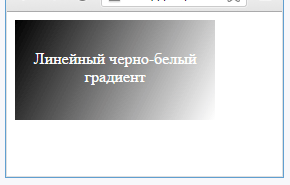 Линейный черно-белый
градиент